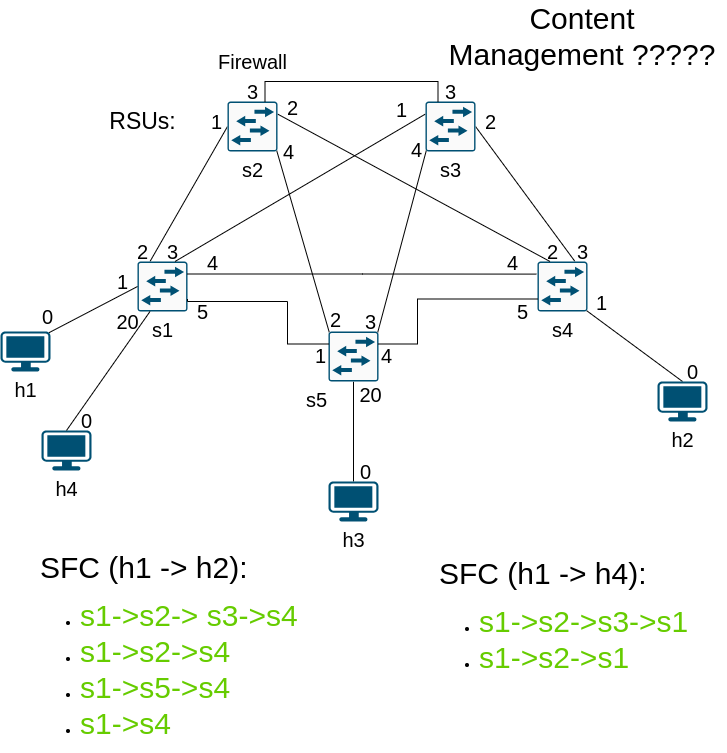 Content
Management ?????
Firewall
3
3
RSUs:
1
2
1
2
4
4
s2
s3
2
3
4
4
2
3
1
1
0
20
5
5
s1
2
3
s4
1
4
h1
0
s5
20
0
h2
h4
0
h3
SFC (h1 -> h2):
• s1->s2-> s3->s4
• s1->s2->s4
• s1->s5->s4
• s1->s4
SFC (h1 -> h4):
• s1->s2->s3->s1
• s1->s2->s1